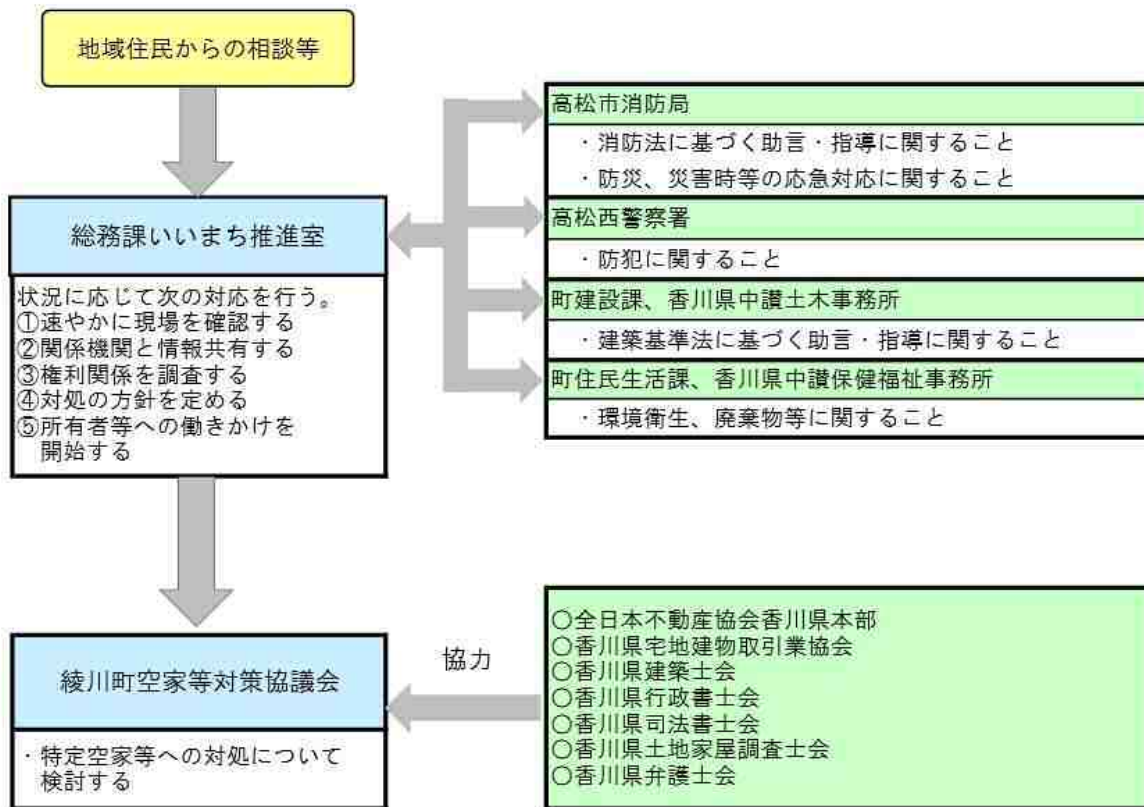 地域住民からの相談等
総務課いいまち推進室
状況に応じて次の対応を行う。
①速やかに現場を確認する
②関係機関と情報共有する
③権利関係を調査する
④対処の方針を定める
⑤所有者等への働きかけを
開始する
高松市消防局
・消防法に基づく助言・指導に関すること
・防災、災害時等の応急対応に関すること
高松西警察署
・防犯に関すること
町建設課、香川県中讃土木事務所
・建築基準法に基づく助言・指導に関すること
町住民生活課、香川県中讃保健福祉事務所
・環境衛生、廃棄物等に関すること
綾川町空家等対策協議会
・特定空家等への対処について
検討する
協力
○全日本不動産協会香川県本部
○香川県宅地建物取引業協会
○香川県建築士会
○香川県行政書士会
○香川県司法書士会
○香川県土地家屋調査士会
○香川県弁護士会